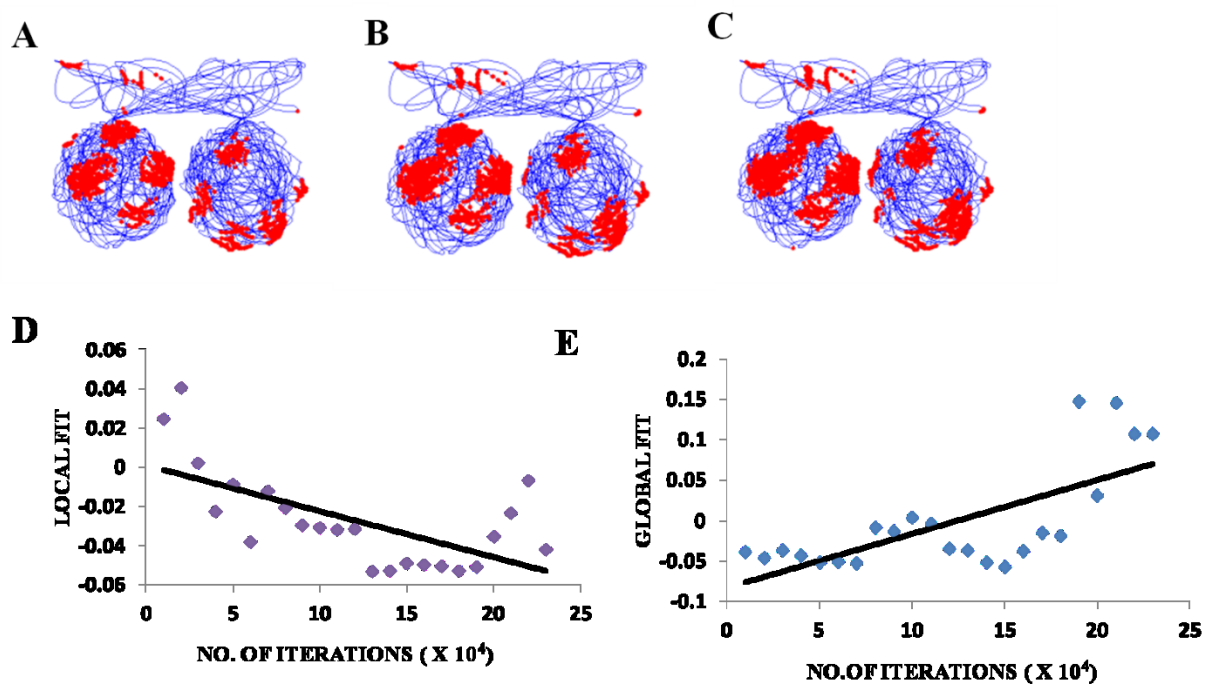 A
B
C
D
0.06
0.04
0.02
0
-0.02
-0.04
-0.06
LOCAL FIT
0
5
10
15
20
25
NO. OF ITERATIONS ( X 10⁴)
E
0.2
0.15
0.1
0.05
0
-0.05
-0.1
GLOBAL FIT
0
5
10
15
20
25
NO.OF ITERATIONS ( X 10⁴)